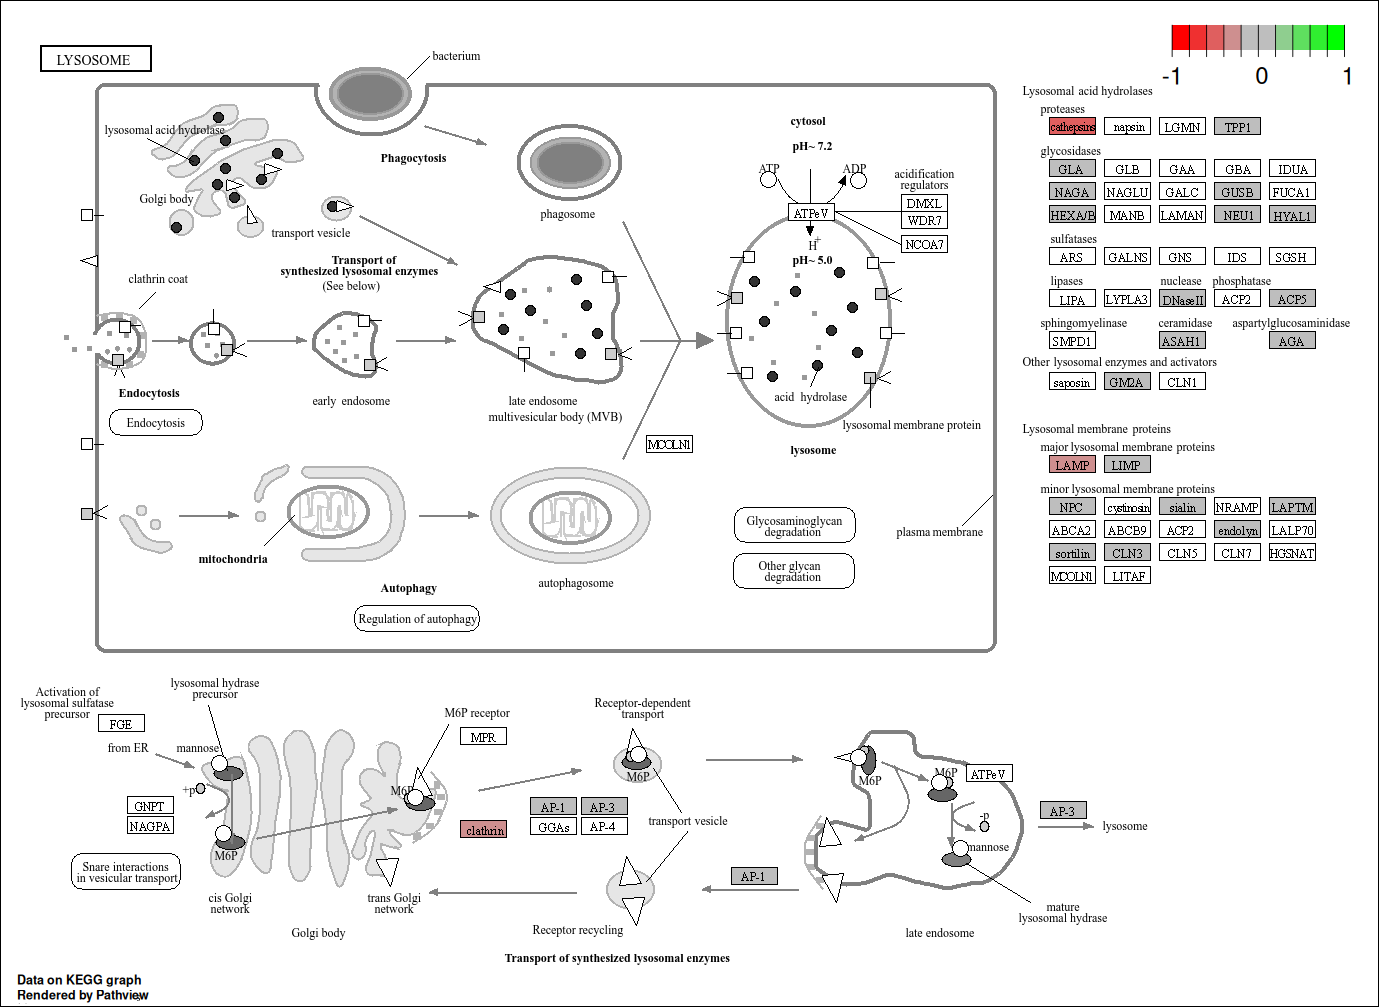 LYSOSOME
bacterium
-1 0 1
lysosomal acid hydrolase
Golgi body
transport vesicle
Phagocytosis
phagosome
Transport of
synthesized lysosomal enzymes
(See below)
clathrin coat
Endocytosis
Endocytosis
early endosome
late endosome
multivesicular body (MVB)
MCOLN1
cytosol
pH~ 7.2
ATP
ADP
ATPeV
H+
pH~ 5.0
acidification
regulators
DMXL
WDR7
NCOA7
acid hydrolase
lysosomal membrane protein
lysosome
mitochondria
Autophagy
Regulation of autophagy
autophagosome
Glycosaminoglycan
degradation
Other glycan
degradation
plasma membrane
Lysosomal acid hydrolases
proteases
cathepsins napsin LGMN TPP1
glycosidases
GLA GLB GAA GBA IDUA
NAGA NAGLU GALC GUSB FUCA1
HEXA/B MANB LAMAN NEU1 HYAL1
sulfatases
ARS GALNS GNS IDS SGSH
lipases nuclease phosphatase
LIPA LYPLA3 DNaseII ACP2 ACP5
sphingomyelinase ceramidase aspartylglucosaminidase
SMPD1 ASAH1 AGA
Other lysosomal enzymes and activators
saposin GM2A CLN1
Lysosomal membrane proteins
major lysosomal membrane proteins
LAMP LIMP
minor lysosomal membrane proteins
NPC cystinosin sialin NRAMP LAPTM
ABCA2 ABCB9 ACP2 endolyn LALP70
sortilin CLN3 CLN5 CLN7 HGSNAT
MCOLN1 LITAF
Activation of
lysosomal sulfatase
precursor
FGE
lysosomal hydrase
precursor
from ER
mannose
+p
GNPT
NAGPA
M6P
Snare interactions
in vesicular transport
cis Golgi
network
Golgi body
trans Golgi
network
M6P receptor
MPR
M6P
clathrin
AP-1 AP-3
GGAs AP-4
Receptor-dependent
transport
M6P
transport vesicle
Receptor recycling
AP-1
M6P
M6P
ATPeV
-p
mannose
AP-3
lysosome
mature
lysosomal hydrase
late endosome
Transport of synthesized lysosomal enzymes
Data on KEGG graph
Rendered by Pathview